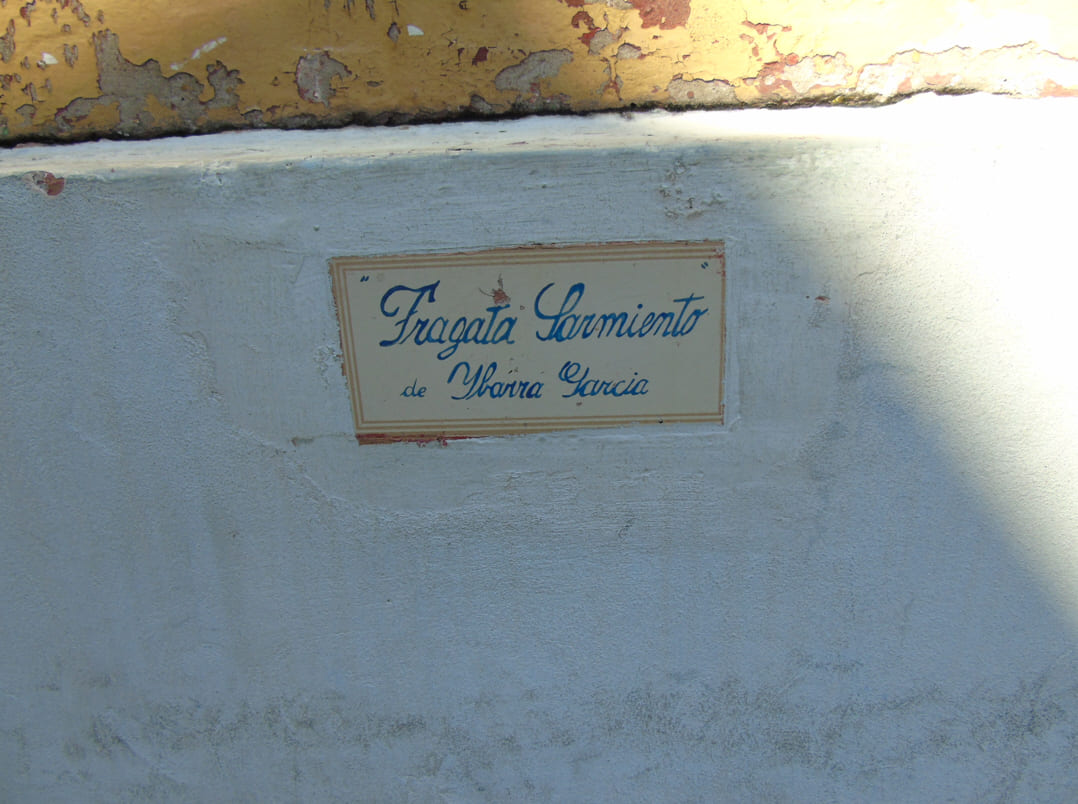 "Fragata Sarmiento"
de Ybarra Garcia